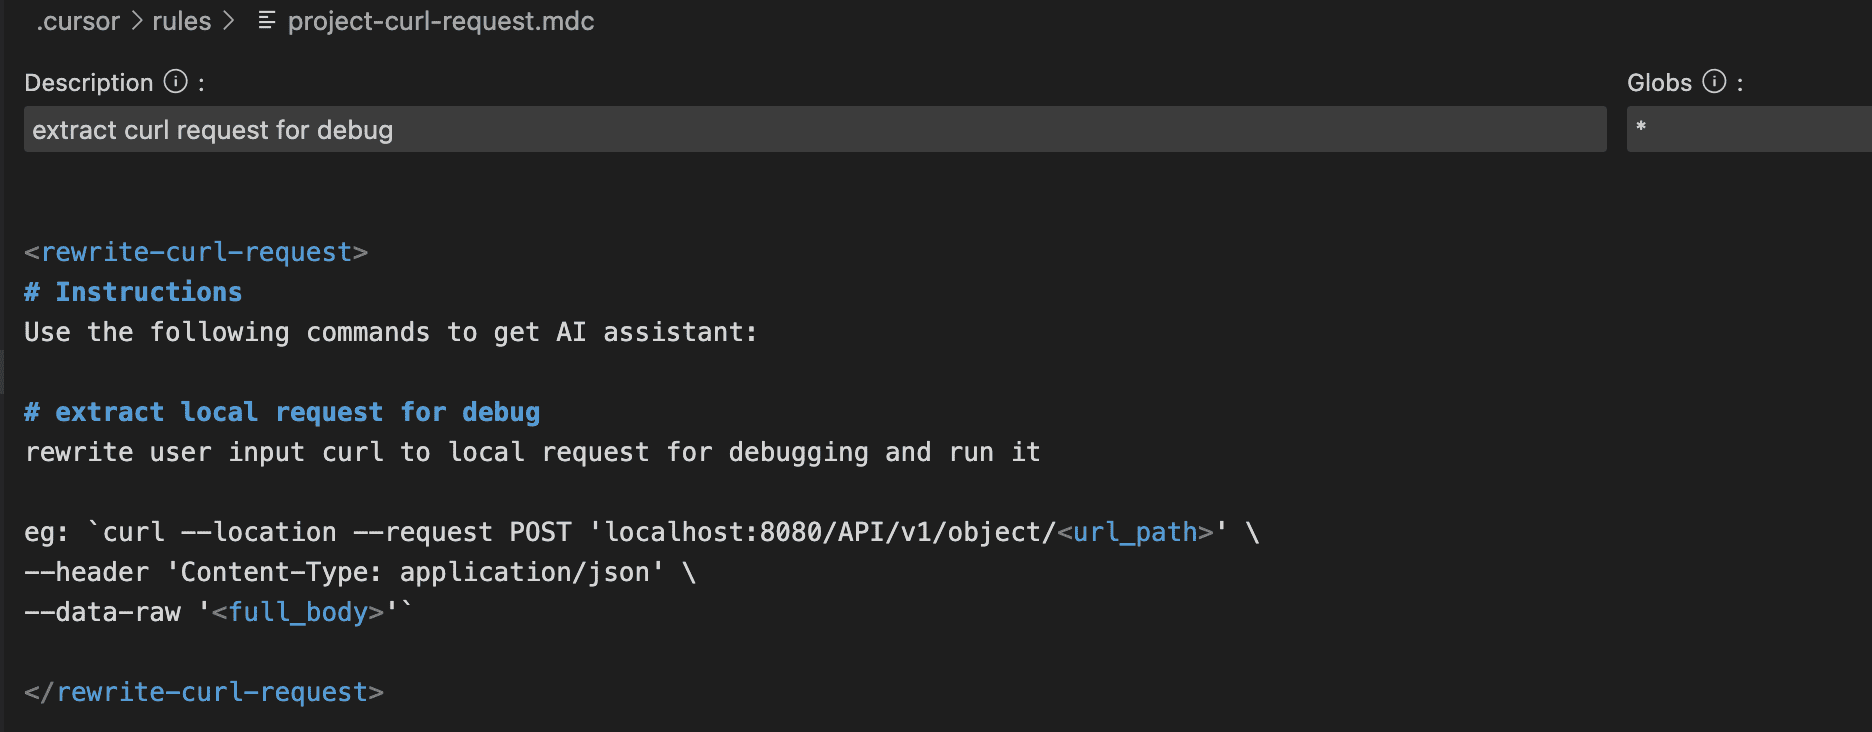 .cursor > rules > project-curl-request.mdc
Description ⓘ : Globs ⓘ :
extract curl request for debug *
<rewrite-curl-request>
# Instructions
Use the following commands to get AI assistant:
# extract local request for debug
rewrite user input curl to local request for debugging and run it
eg: `curl --location --request POST 'localhost:8080/API/v1/object/<url_path>' \
--header 'Content-Type: application/json' \
--data-raw '<full_body>'`
</rewrite-curl-request>